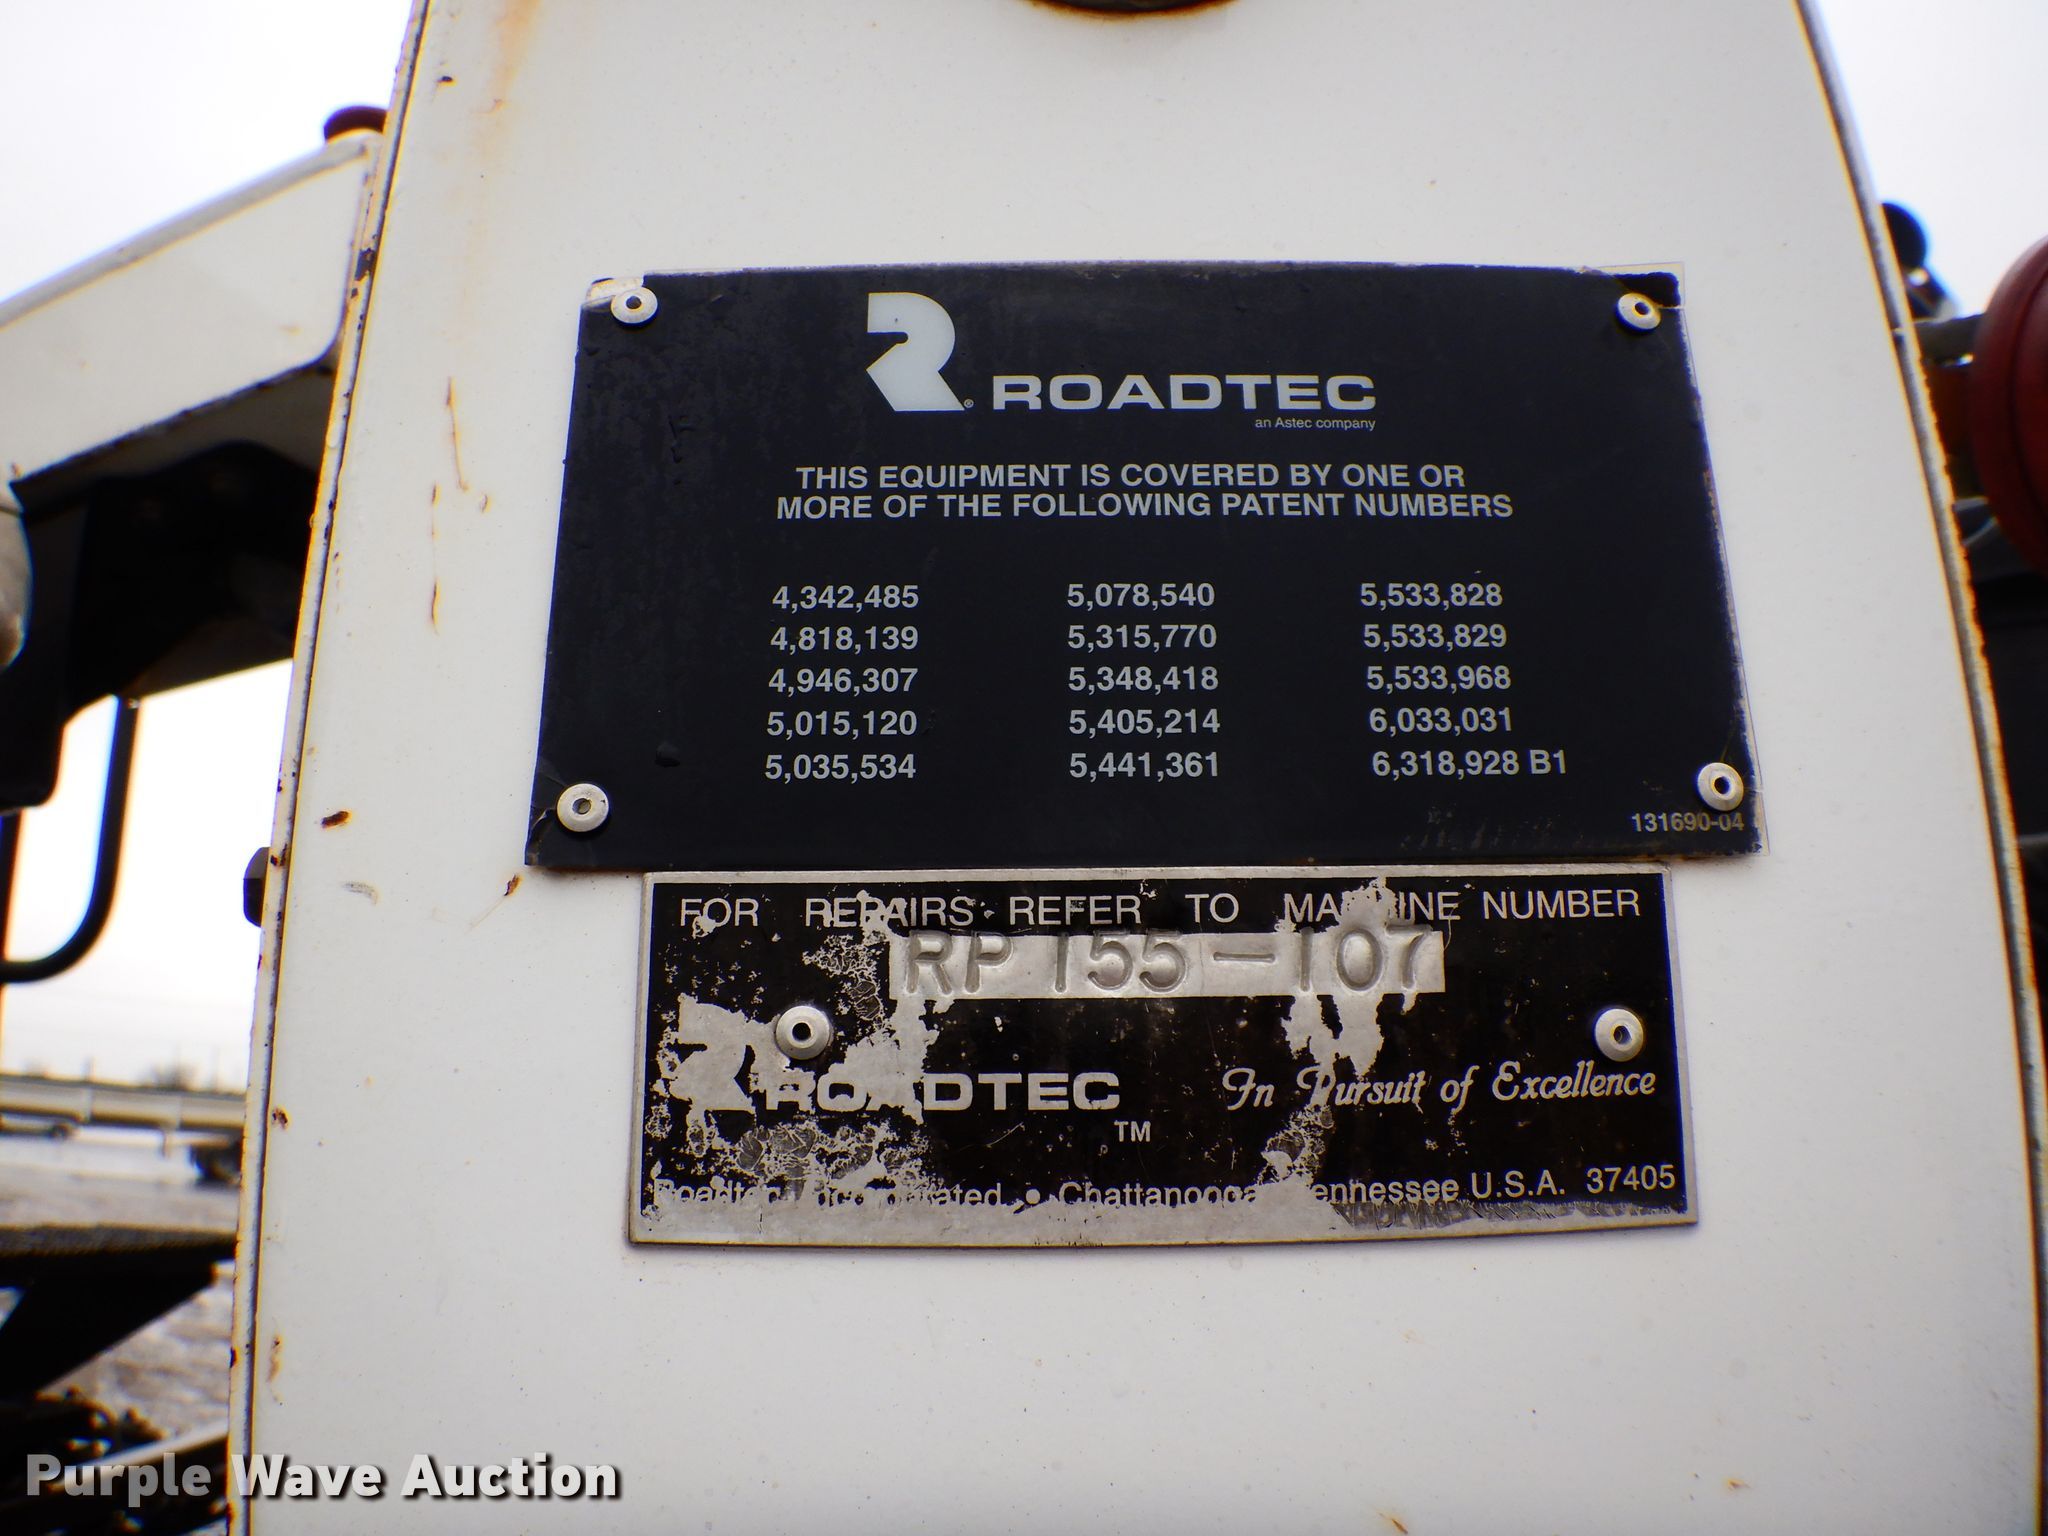 ROADTEC
an Astec company
THIS EQUIPMENT IS COVERED BY ONE OR
MORE OF THE FOLLOWING PATENT NUMBERS
4,342,485 5,078,540 5,533,828
4,818,139 5,315,770 5,533,829
4,946,307 5,348,418 5,533,968
5,015,120 5,405,214 6,033,031
5,035,534 5,441,361 6,318,928 B1
131690-04
FOR REPAIRS REFER TO MACHINE NUMBER
RP 155-107
ROADTEC
TM
In Pursuit of Excellence
Roadtec Incorporated • Chattanooga Tennessee U.S.A. 37405
Purple Wave Auction